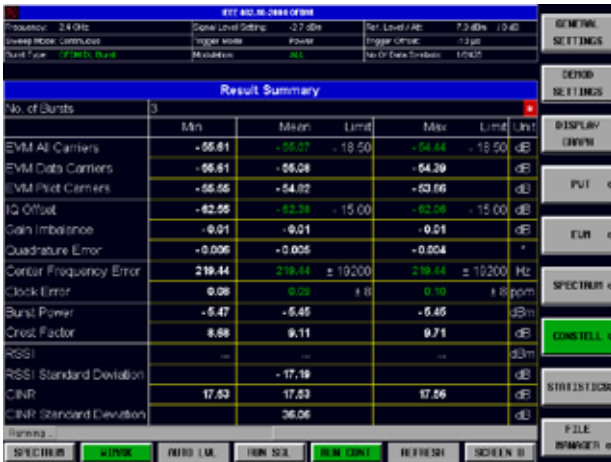 IEEE 802.16-2004 OFDM
Frequency: 2.4 GHz Signal Level Setting: -2.7 dBm Ref. Level / Att: 7.3 dBm / 0 dB
Sweep Mode: Continuous Trigger Mode Power Trigger Offset: -10 µs
Burst Type: OFDM DL Burst Modulation: ALL No Of Data Symbols: 1/2425
Result Summary
No. of Bursts 3
Min Mean Limit Max Limit Unit
EVM All Carriers - 55.61 - 55.07 - 18.50 - 54.44 - 18.50 dB
EVM Data Carriers - 55.61 - 55.08 - 54.39 dB
EVM Pilot Carriers - 55.55 - 54.82 - 53.86 dB
IQ Offset - 62.55 - 62.38 - 15.00 - 62.06 - 15.00 dB
Gain Imbalance - 0.01 - 0.01 - 0.01 dB
Quadrature Error - 0.006 - 0.005 - 0.004 °
Center Frequency Error 219.44 219.44 ± 19200 219.44 ± 19200 Hz
Clock Error 0.08 0.09 ± 8 0.10 ± 8 ppm
Burst Power - 5.47 - 5.45 - 5.45 dBm
Crest Factor 8.68 9.11 9.71 dB
RSSI ... ... ... dBm
RSSI Standard Deviation - 17.19 dB
CINR 17.53 17.53 17.56 dB
CINR Standard Deviation 36.06 dB
Running ...
SPECTRUM WIMAX AUTO LVL RUN SGL RUN CONT REFRESH SCREEN B
GENERAL
SETTINGS
DEMOD
SETTINGS
DISPLAY
GRAPH
PVT
EVM
SPECTRUM
CONSTELL
STATISTICS
FILE
MANAGER